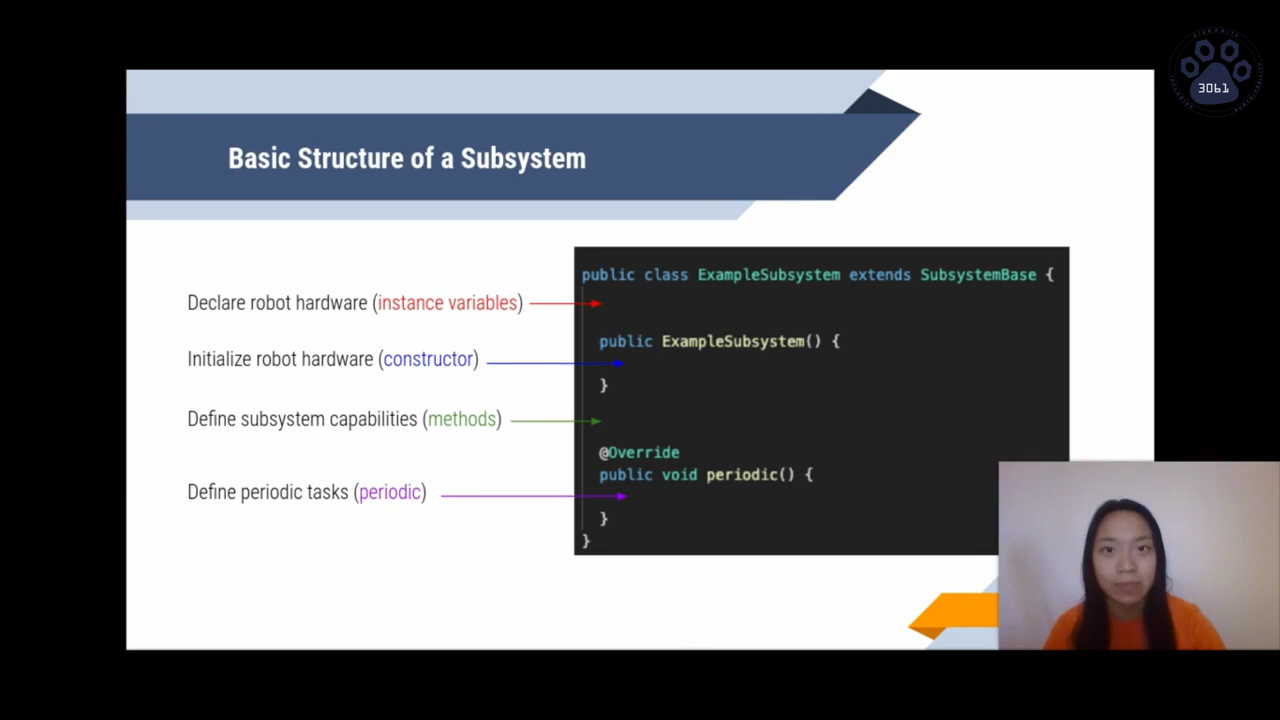 3061
Basic Structure of a Subsystem
Declare robot hardware (instance variables)
Initialize robot hardware (constructor)
Define subsystem capabilities (methods)
Define periodic tasks (periodic)
public class ExampleSubsystem extends SubsystemBase {
public ExampleSubsystem() {
}
@Override
public void periodic() {
}
}